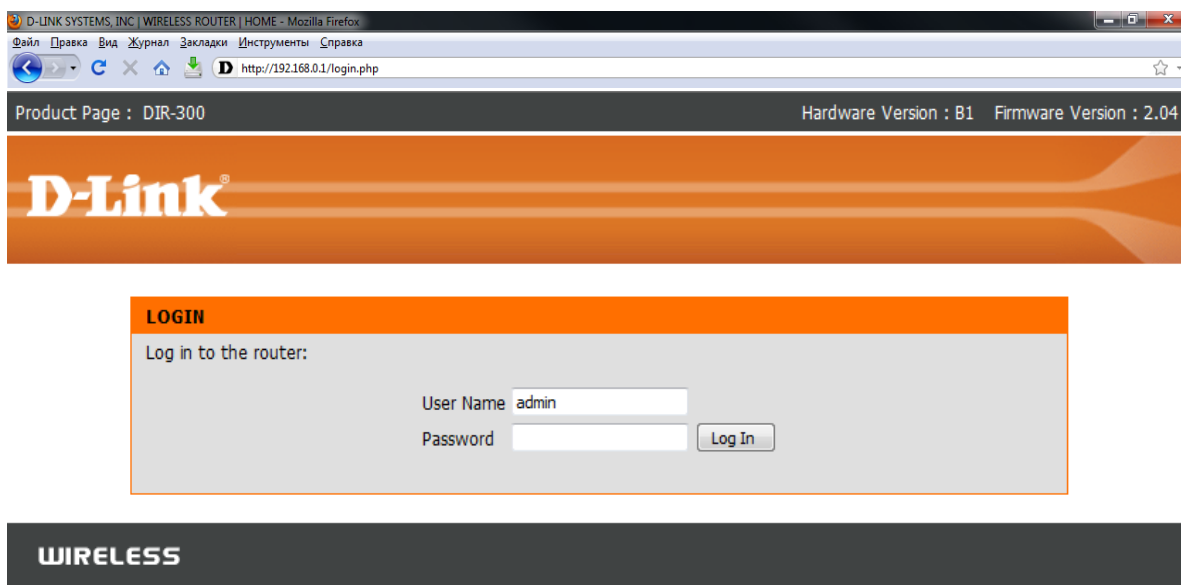 D-LINK SYSTEMS, INC | WIRELESS ROUTER | HOME - Mozilla Firefox
Файл Правка Вид Журнал Закладки Инструменты Справка
D http://192.168.0.1/login.php
Product Page : DIR-300 Hardware Version : B1 Firmware Version : 2.04
D-Link®
LOGIN
Log in to the router:
User Name admin
Password Log In
WIRELESS